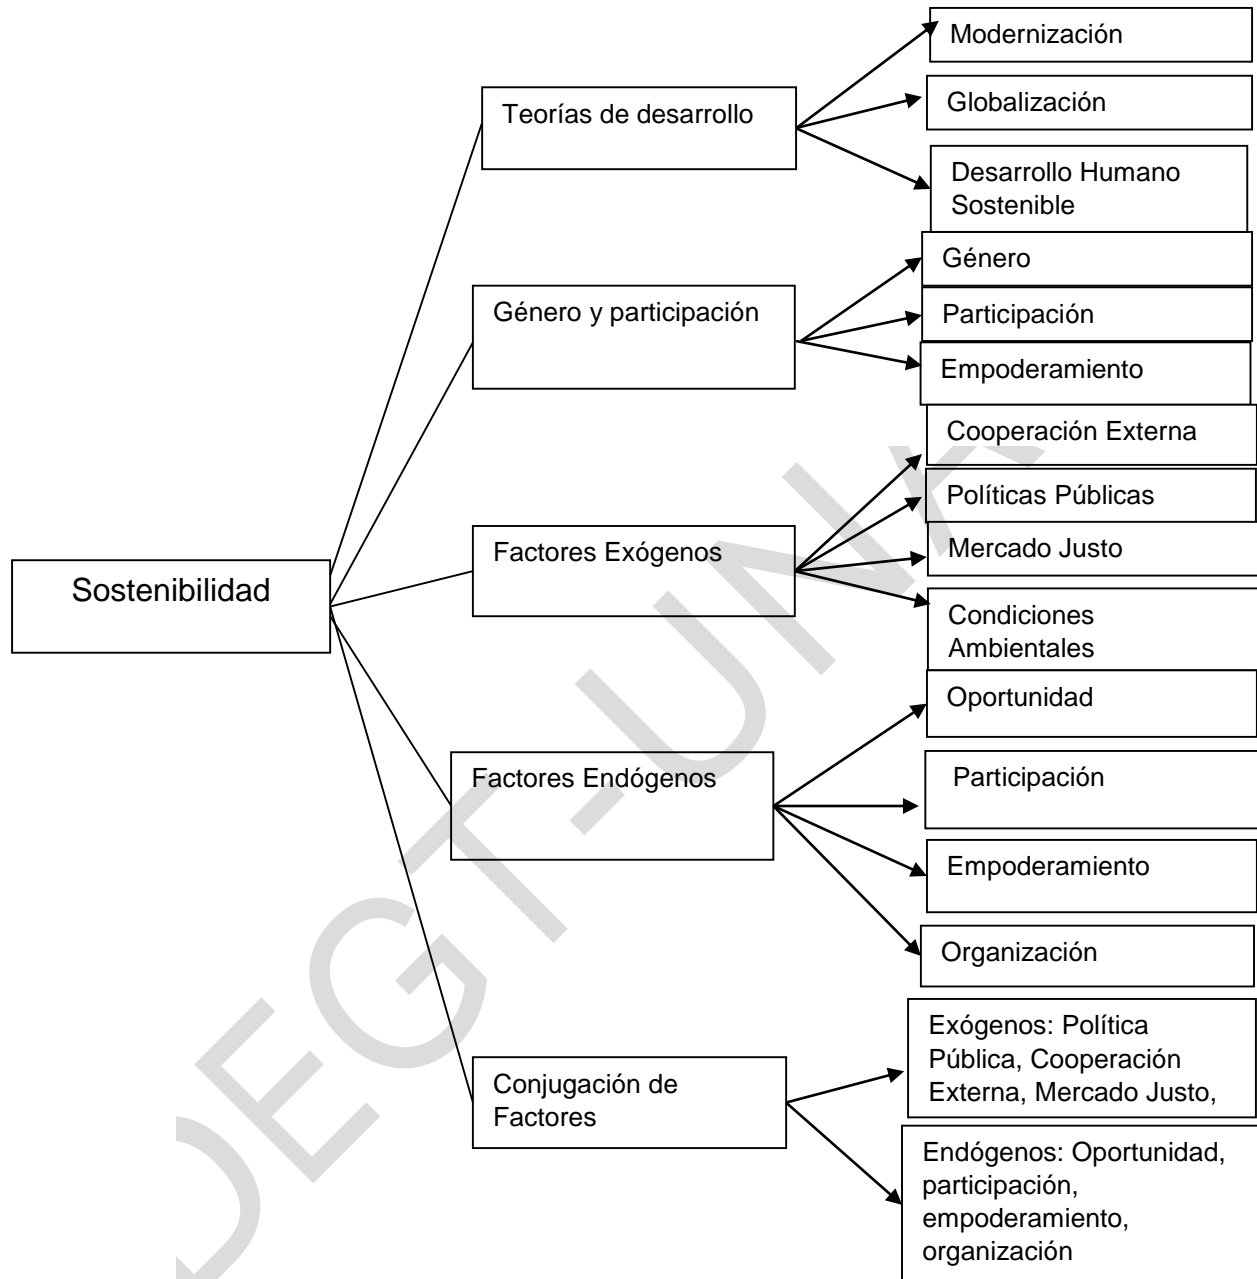 Sostenibilidad
Teorías de desarrollo
Modernización
Globalización
Desarrollo Humano
Sostenible
Género y participación
Género
Participación
Empoderamiento
Factores Exógenos
Cooperación Externa
Políticas Públicas
Mercado Justo
Condiciones
Ambientales
Factores Endógenos
Oportunidad
Participación
Empoderamiento
Organización
Conjugación de
Factores
Exógenos: Política
Pública, Cooperación
Externa, Mercado Justo,
Endógenos: Oportunidad,
participación,
empoderamiento,
organización